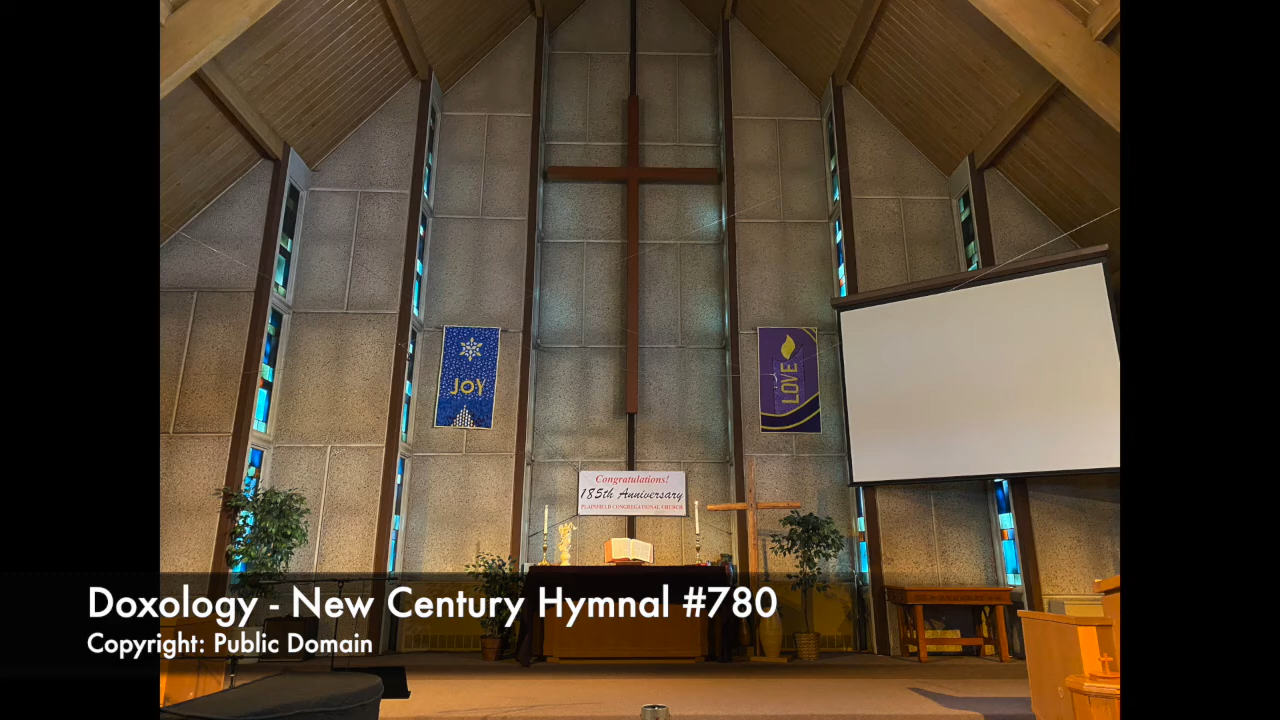 JOY
LOVE
Congratulations!
185th Anniversary
PLAINFIELD CONGREGATIONAL CHURCH
Doxology - New Century Hymnal #780
Copyright: Public Domain